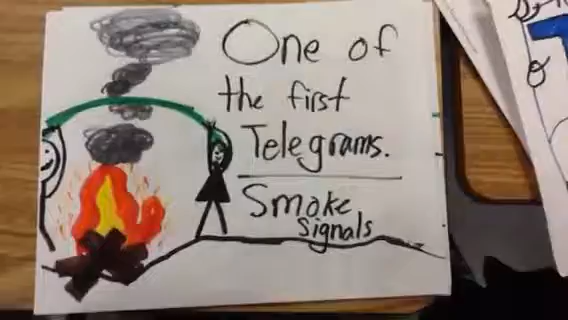 One of
the first
Telegrams.
Smoke
Signals